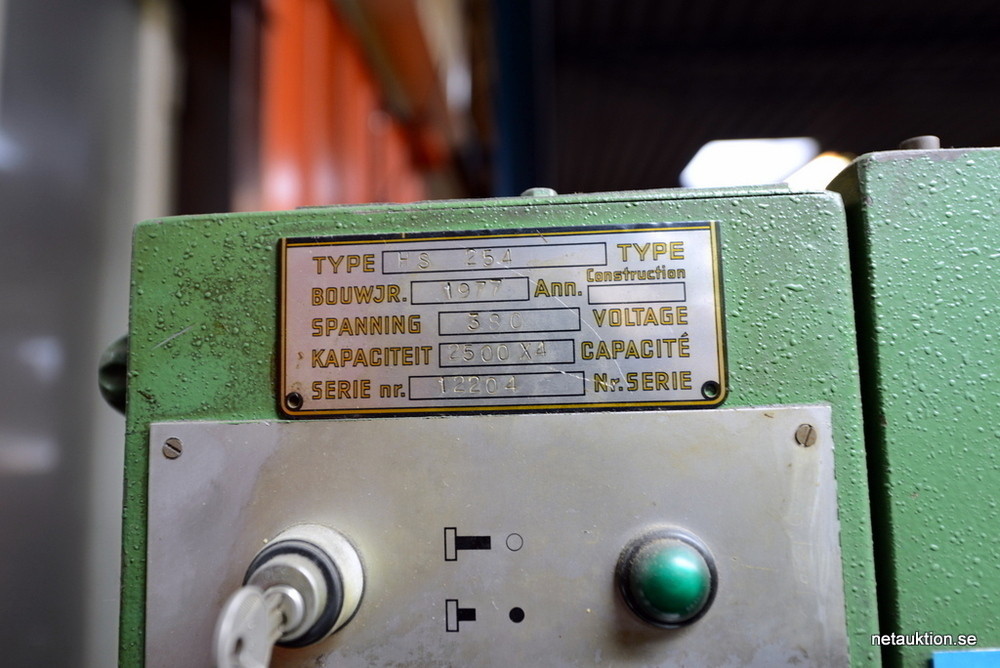 TYPE HS 254 TYPE
BOUWJR. 1977 Ann. Construction
SPANNING 380 VOLTAGE
KAPACITEIT 2500 X4 CAPACITÉ
SERIE nr. 12204 Nr. SERIE
netauktion.se